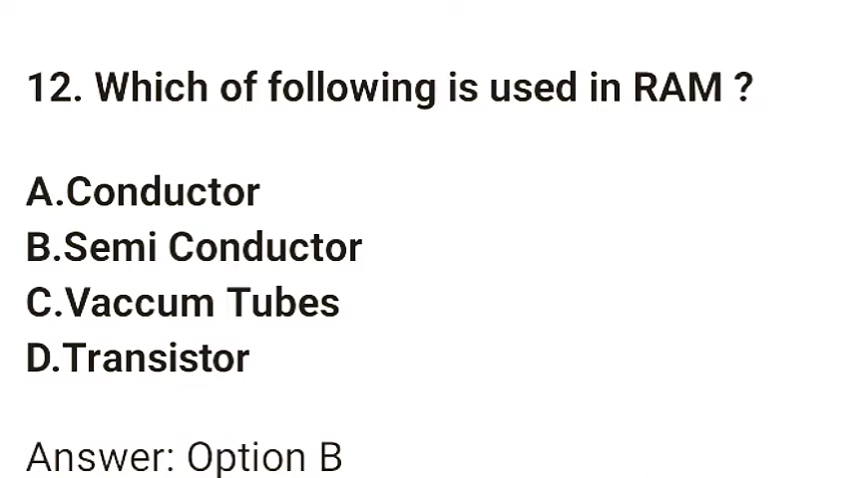 12. Which of following is used in RAM ?
A.Conductor
B.Semi Conductor
C.Vaccum Tubes
D.Transistor
Answer: Option B